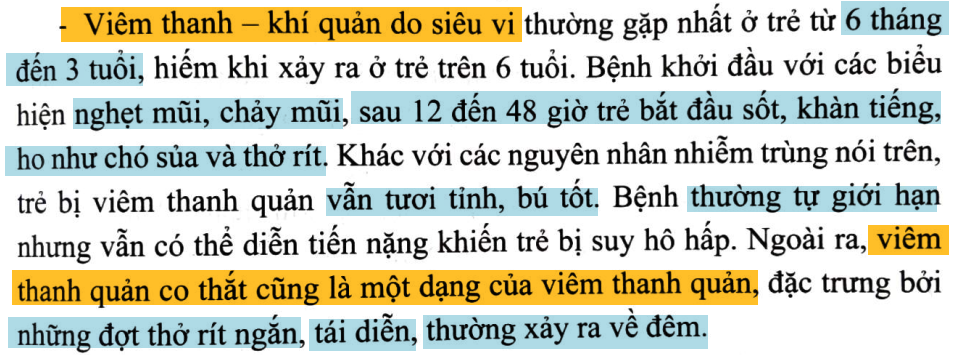 - Viêm thanh – khí quản do siêu vi thường gặp nhất ở trẻ từ 6 tháng
đến 3 tuổi, hiếm khi xảy ra ở trẻ trên 6 tuổi. Bệnh khởi đầu với các biểu
hiện nghẹt mũi, chảy mũi, sau 12 đến 48 giờ trẻ bắt đầu sốt, khàn tiếng,
ho như chó sủa và thở rít. Khác với các nguyên nhân nhiễm trùng nói trên,
trẻ bị viêm thanh quản vẫn tươi tỉnh, bú tốt. Bệnh thường tự giới hạn
nhưng vẫn có thể diễn tiến nặng khiến trẻ bị suy hô hấp. Ngoài ra, viêm
thanh quản co thắt cũng là một dạng của viêm thanh quản, đặc trưng bởi
những đợt thở rít ngắn, tái diễn, thường xảy ra về đêm.